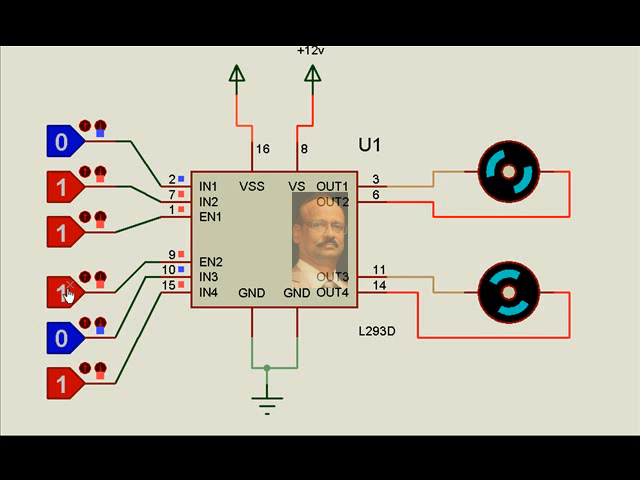 +12v
U1
16
8
0
1
1
1
0
1
2
7
1
9
10
15
IN1
IN2
EN1
EN2
IN3
IN4
VSS
VS
OUT1
OUT2
OUT3
OUT4
GND
GND
3
6
11
14
L293D